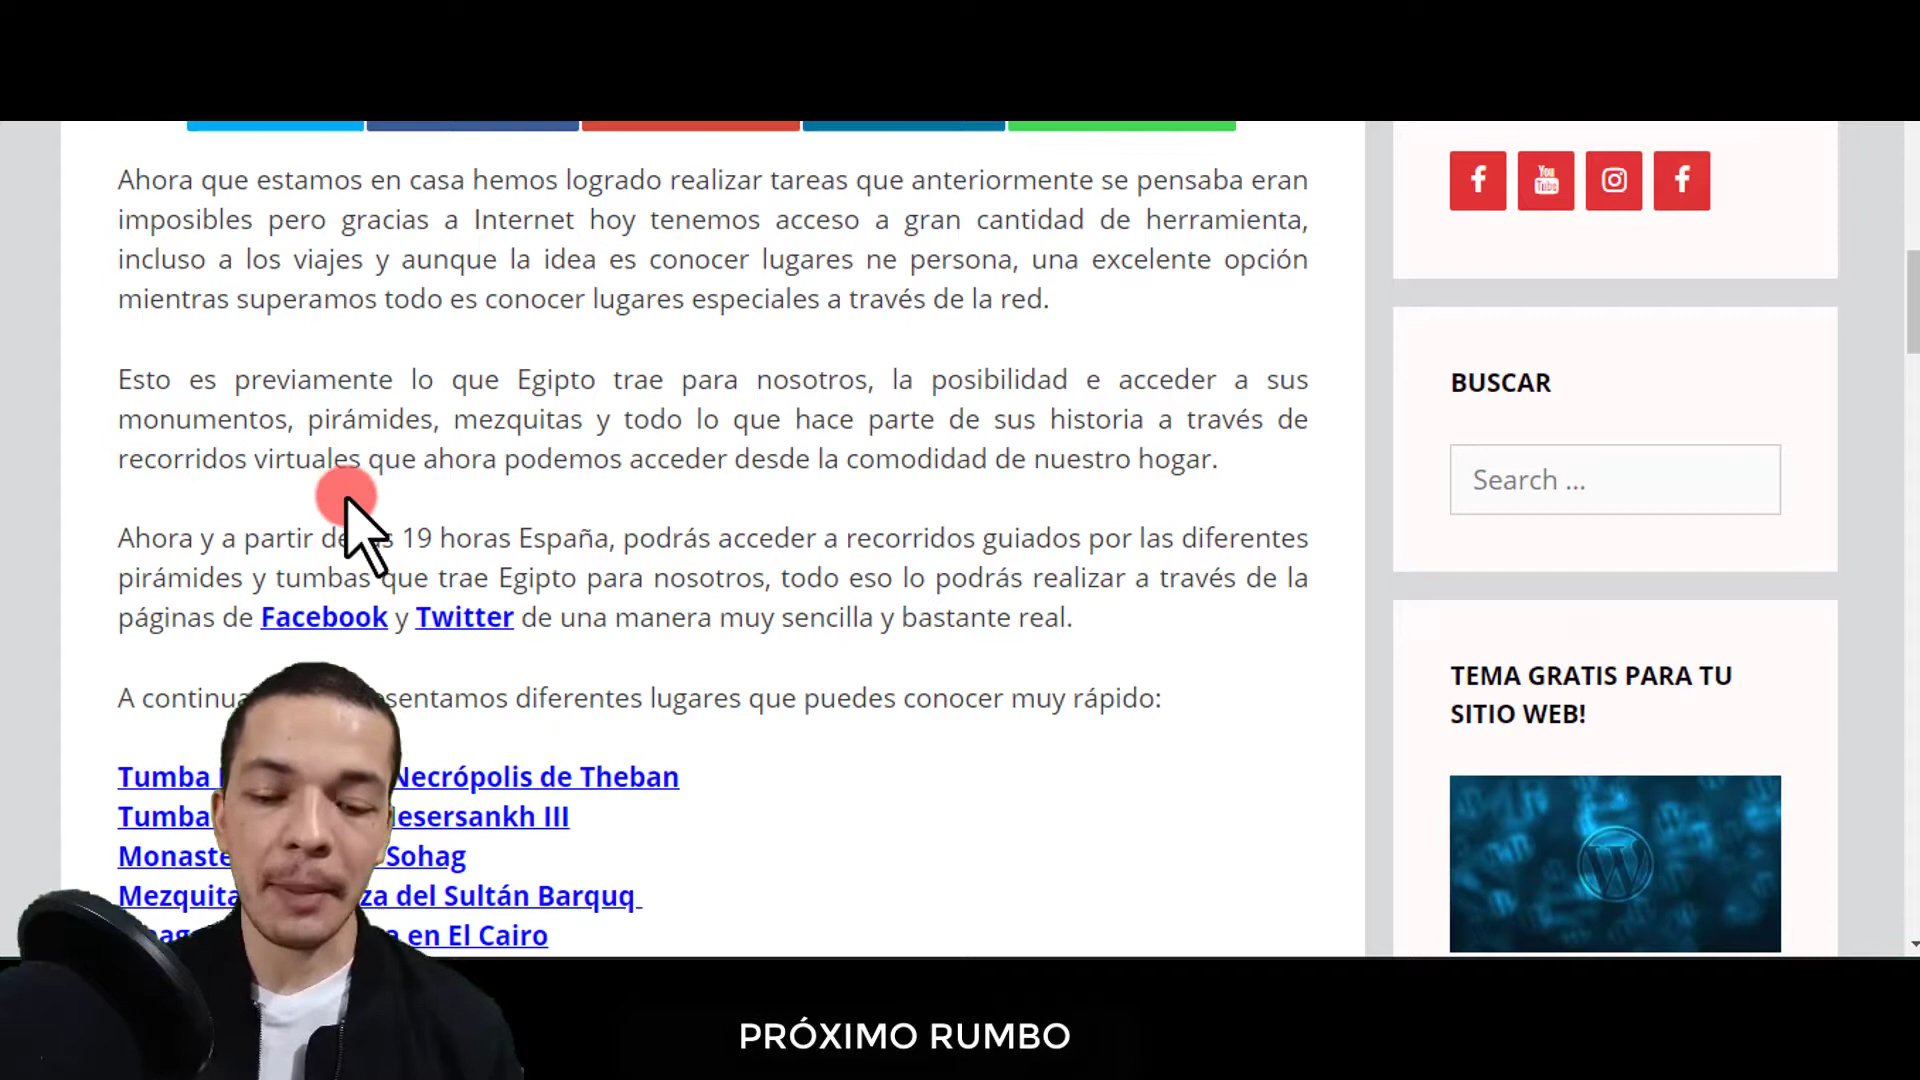 Ahora que estamos en casa hemos logrado realizar tareas que anteriormente se pensaba eran
imposibles pero gracias a Internet hoy tenemos acceso a gran cantidad de herramienta,
incluso a los viajes y aunque la idea es conocer lugares ne persona, una excelente opción
mientras superamos todo es conocer lugares especiales a través de la red.
Esto es previamente lo que Egipto trae para nosotros, la posibilidad e acceder a sus
monumentos, pirámides, mezquitas y todo lo que hace parte de sus historia a través de
recorridos virtuales que ahora podemos acceder desde la comodidad de nuestro hogar.
Ahora y a partir de 19 horas España, podrás acceder a recorridos guiados por las diferentes
pirámides y tumbas que trae Egipto para nosotros, todo eso lo podrás realizar a través de la
páginas de Facebook y Twitter de una manera muy sencilla y bastante real.
A diferentes lugares que puedes conocer muy rápido:
Tumba Necrópolis de Theban
Tumba III
Sohag
Mezquita del Sultán Barquq
en El Cairo
You Tube
BUSCAR
Search ...
TEMA GRATIS PARA TU
SITIO WEB!
PRÓXIMO RUMBO